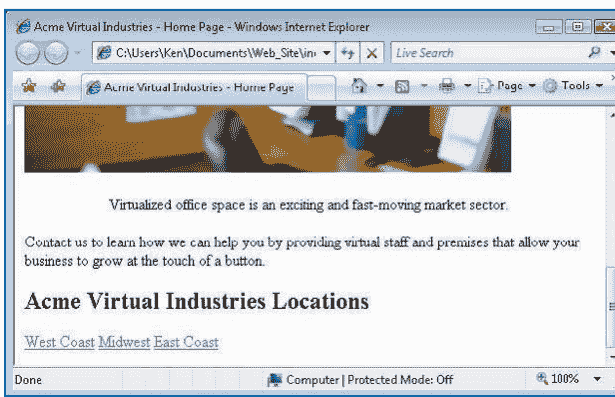 Acme Virtual Industries - Home Page - Windows Internet Explorer
C:\Users\Ken\Documents\Web_Site\in Live Search
Acme Virtual Industries - Home Page Page Tools
Virtualized office space is an exciting and fast-moving market sector.
Contact us to learn how we can help you by providing virtual staff and premises that allow your
business to grow at the touch of a button.
Acme Virtual Industries Locations
West Coast Midwest East Coast
Done Computer | Protected Mode: Off 100%